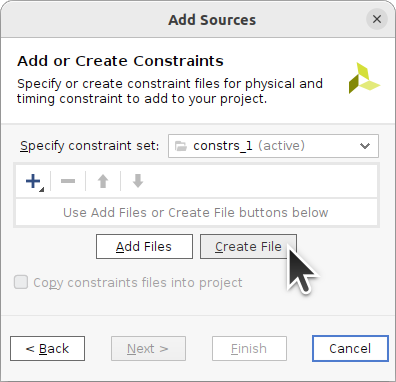 Add Sources
Add or Create Constraints
Specify or create constraint files for physical and
timing constraint to add to your project.
Specify constraint set: constrs_1 (active)
Use Add Files or Create File buttons below
Add Files Create File
Copy constraints files into project
< Back Next > Finish Cancel